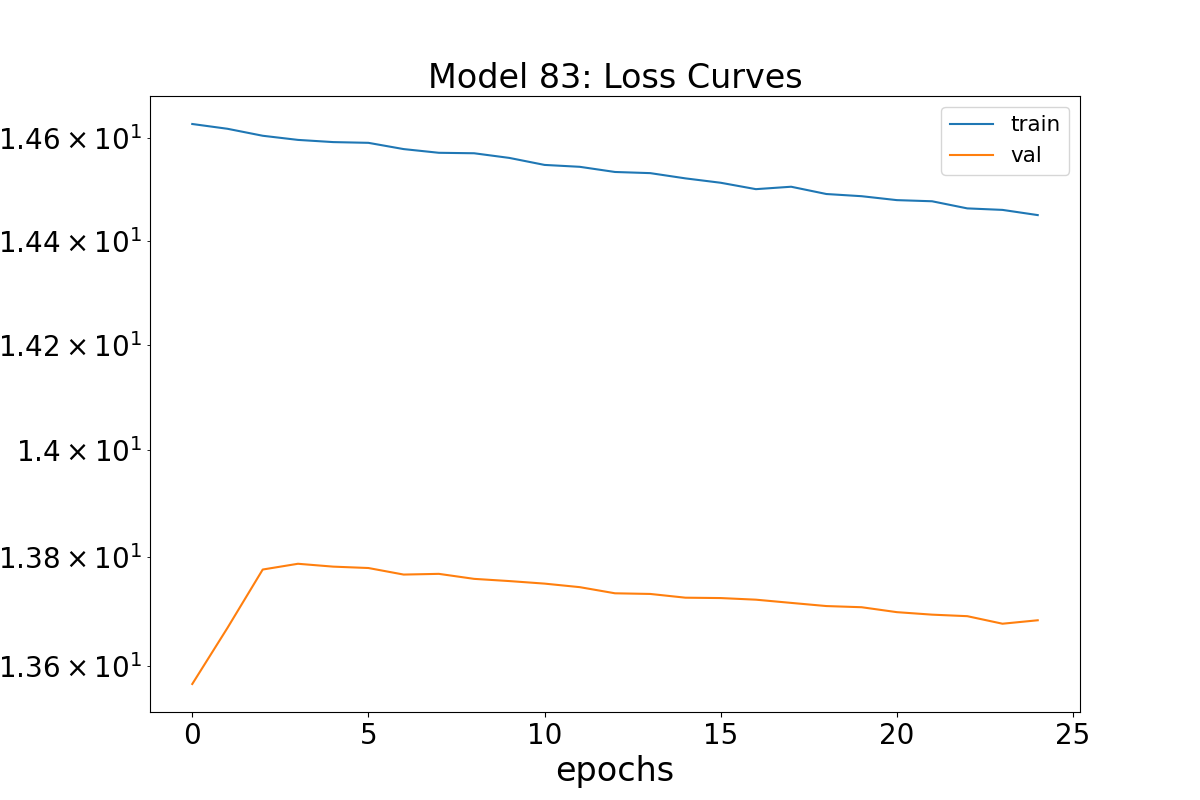 Model 83: Loss Curves
train
val
1.46 × 10¹
1.44 × 10¹
1.42 × 10¹
1.4 × 10¹
1.38 × 10¹
1.36 × 10¹
0 5 10 15 20 25
epochs